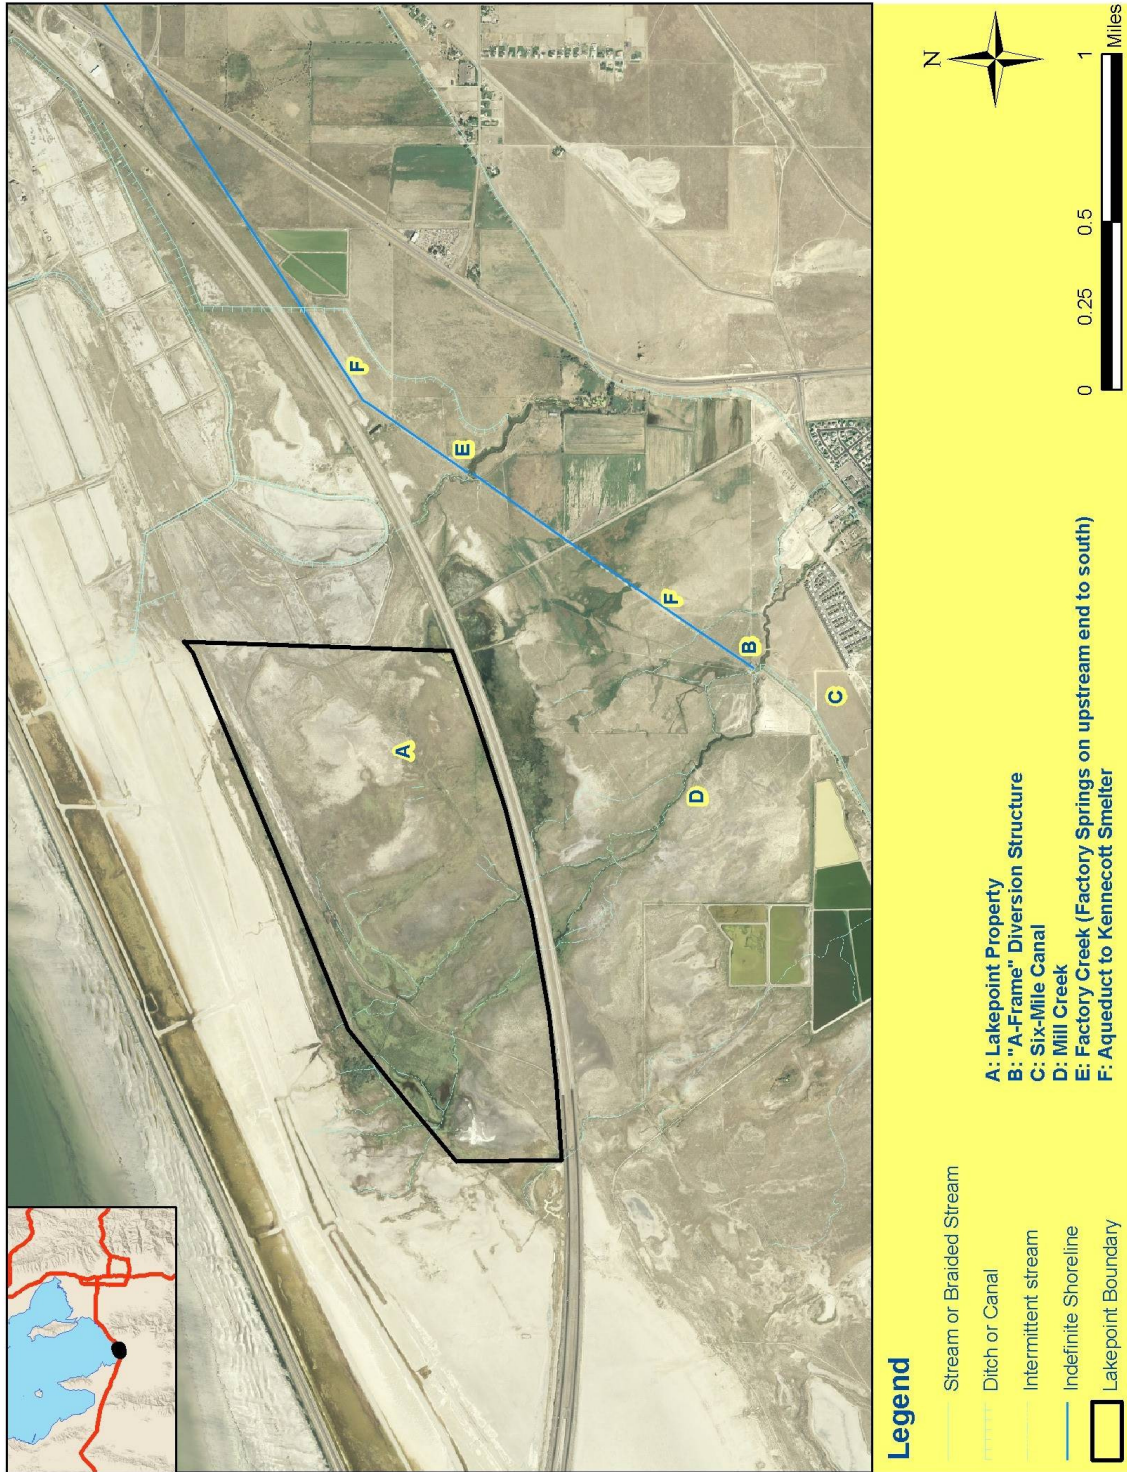 A
B
C
D
E
F
F
Legend
Stream or Braided Stream
Ditch or Canal
Intermittent stream
Indefinite Shoreline
Lakepoint Boundary
A: Lakepoint Property
B: "A-Frame" Diversion Structure
C: Six-Mile Canal
D: Mill Creek
E: Factory Creek (Factory Springs on upstream end to south)
F: Aqueduct to Kennecott Smelter
N
0 0.25 0.5 1
Miles